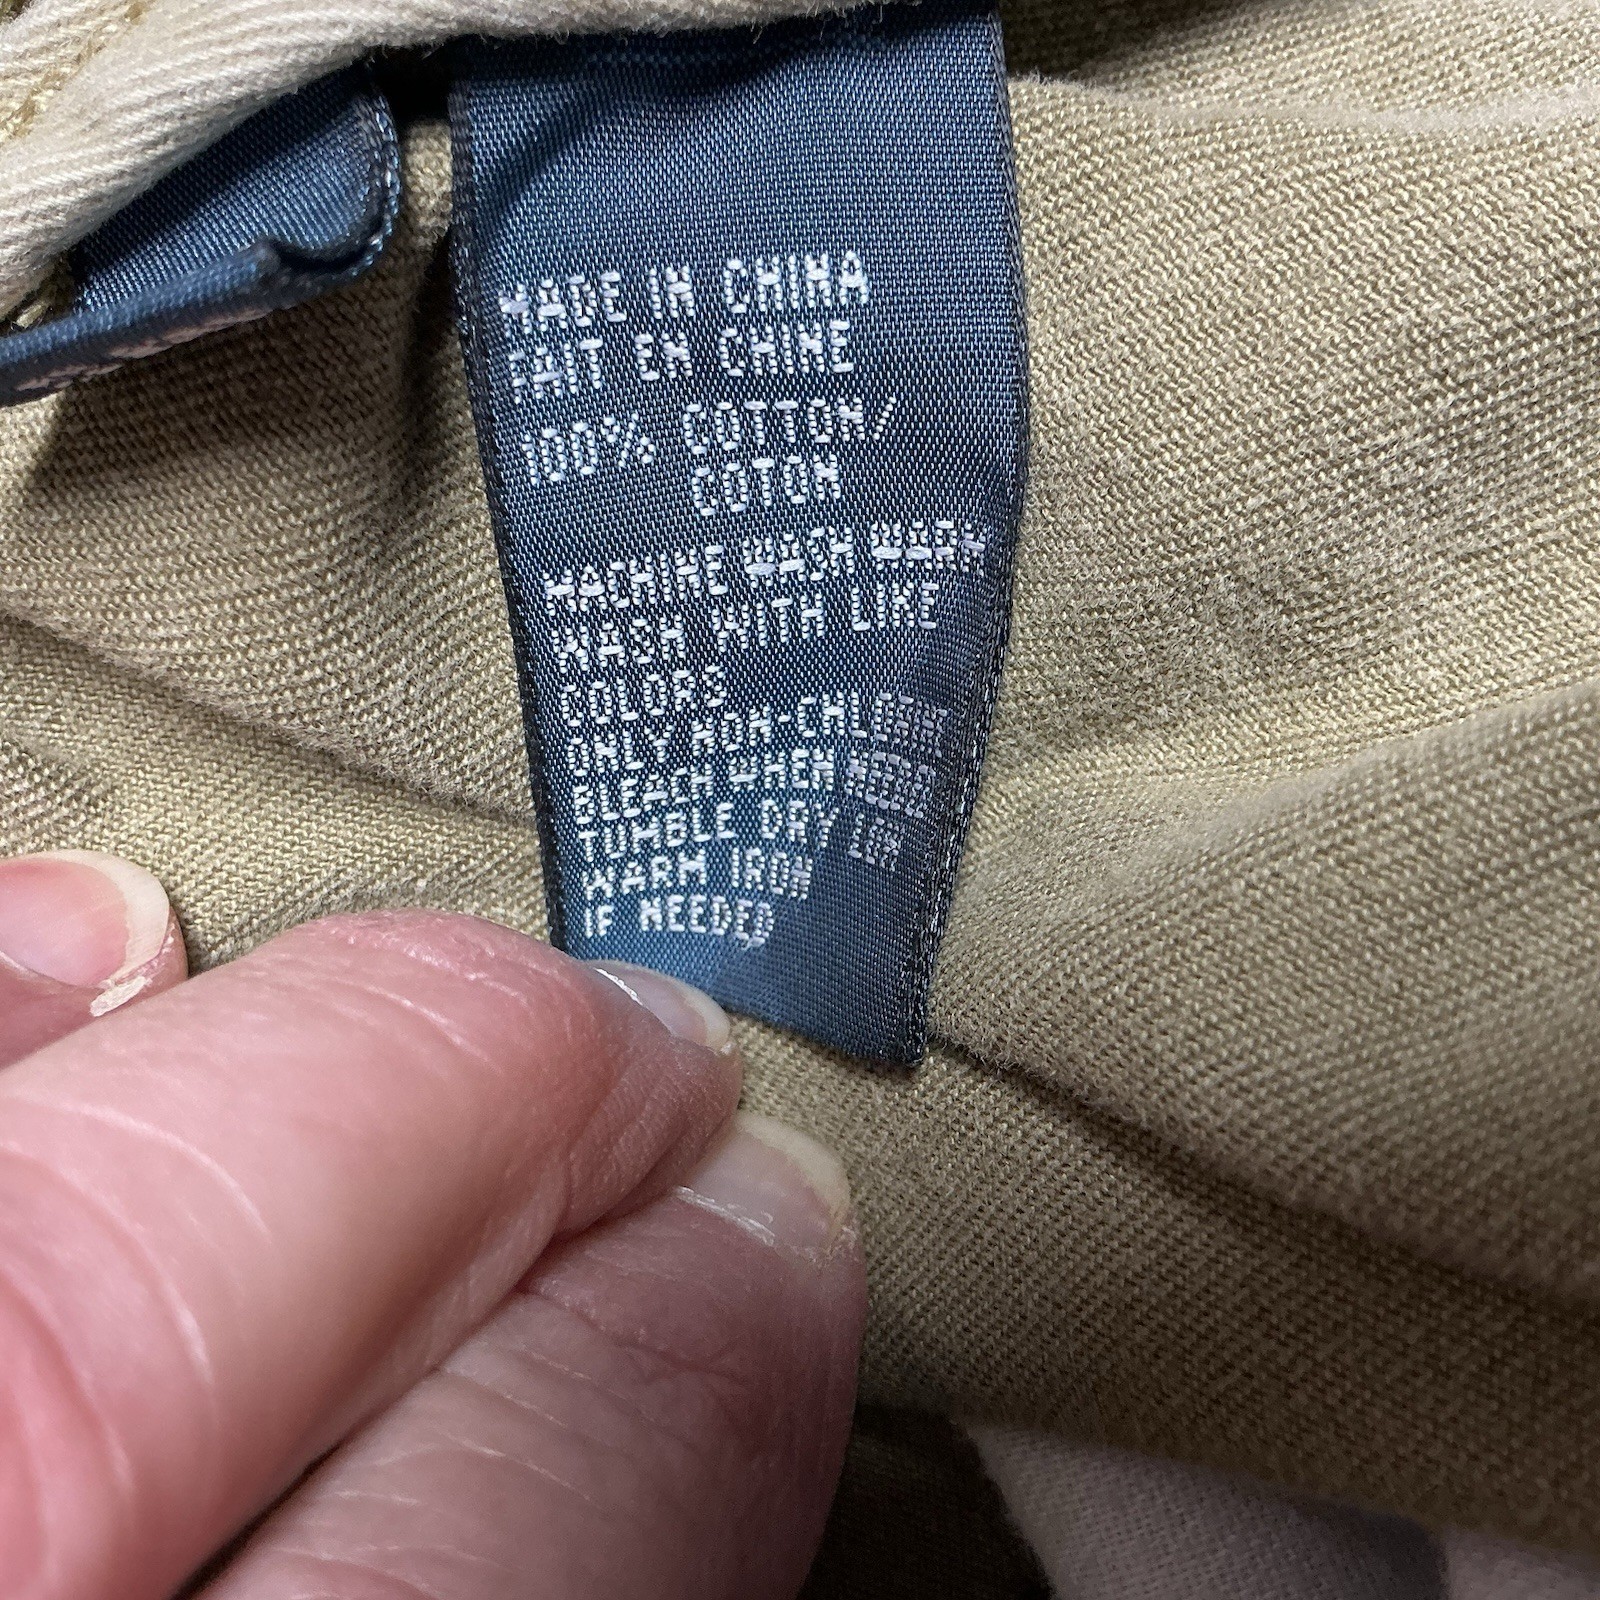 MADE IN CHINA
FAIT EN CHINE
100% COTTON/
COTON
MACHINE WASH WARM
WASH WITH LIKE
COLORS
ONLY NON-CHLORINE
BLEACH WHEN NEEDED
TUMBLE DRY LOW
WARM IRON
IF NEEDED